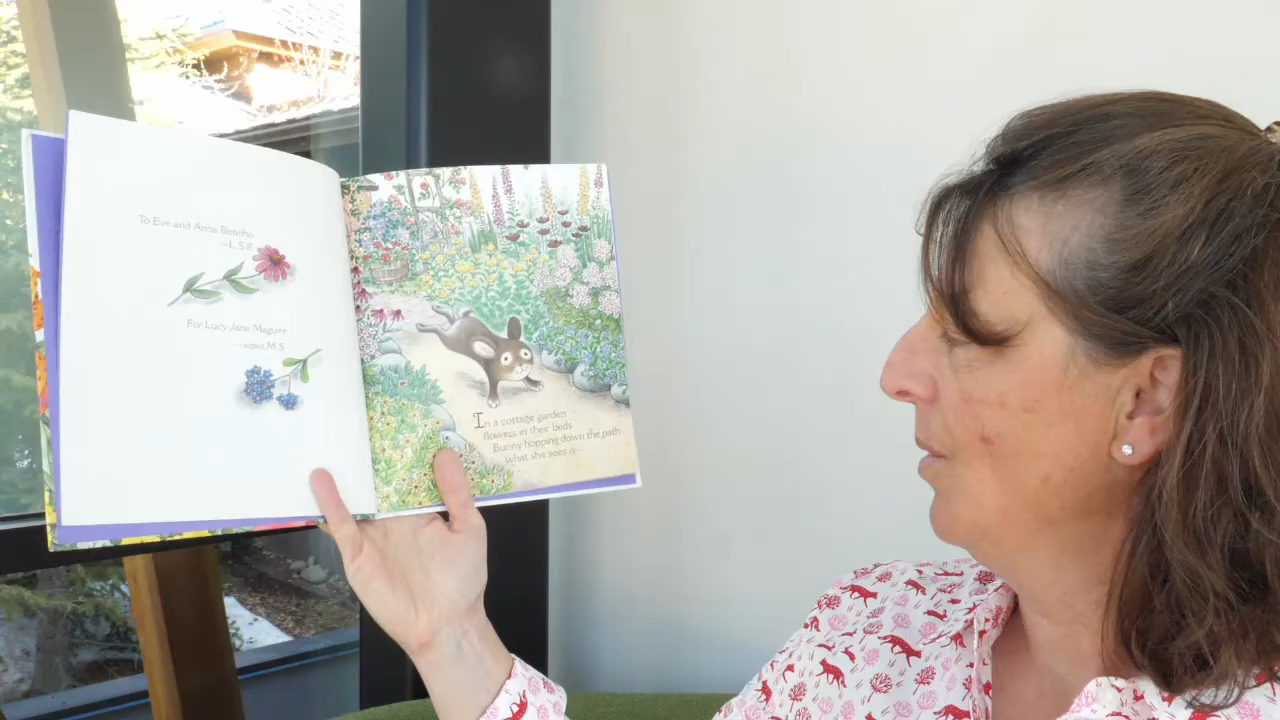 To Eve and Anna Botelho
—L.S.P.
For Lucy-Jane Maguire
—xoxo, M.S.
In a cottage garden
flowers in their beds
Bunny hopping down the path
what she sees is—